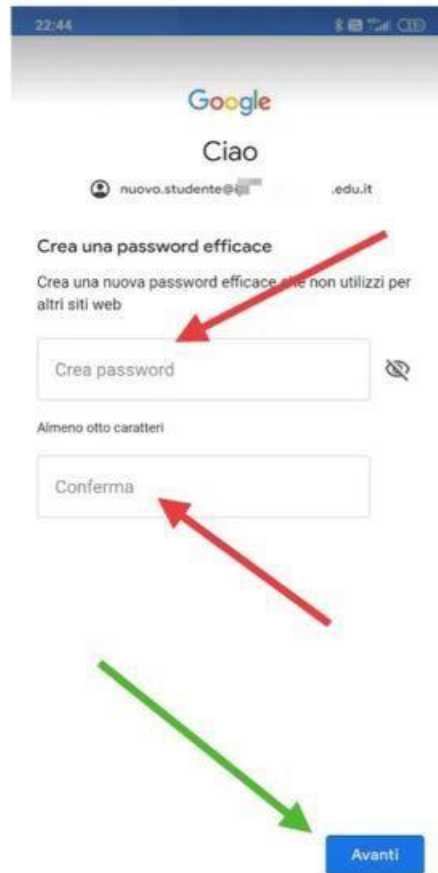 22:44
Google
Ciao
nuovo.studente@ .edu.it
Crea una password efficace
Crea una nuova password efficace che non utilizzi per
altri siti web
Crea password
Almeno otto caratteri
Conferma
Avanti